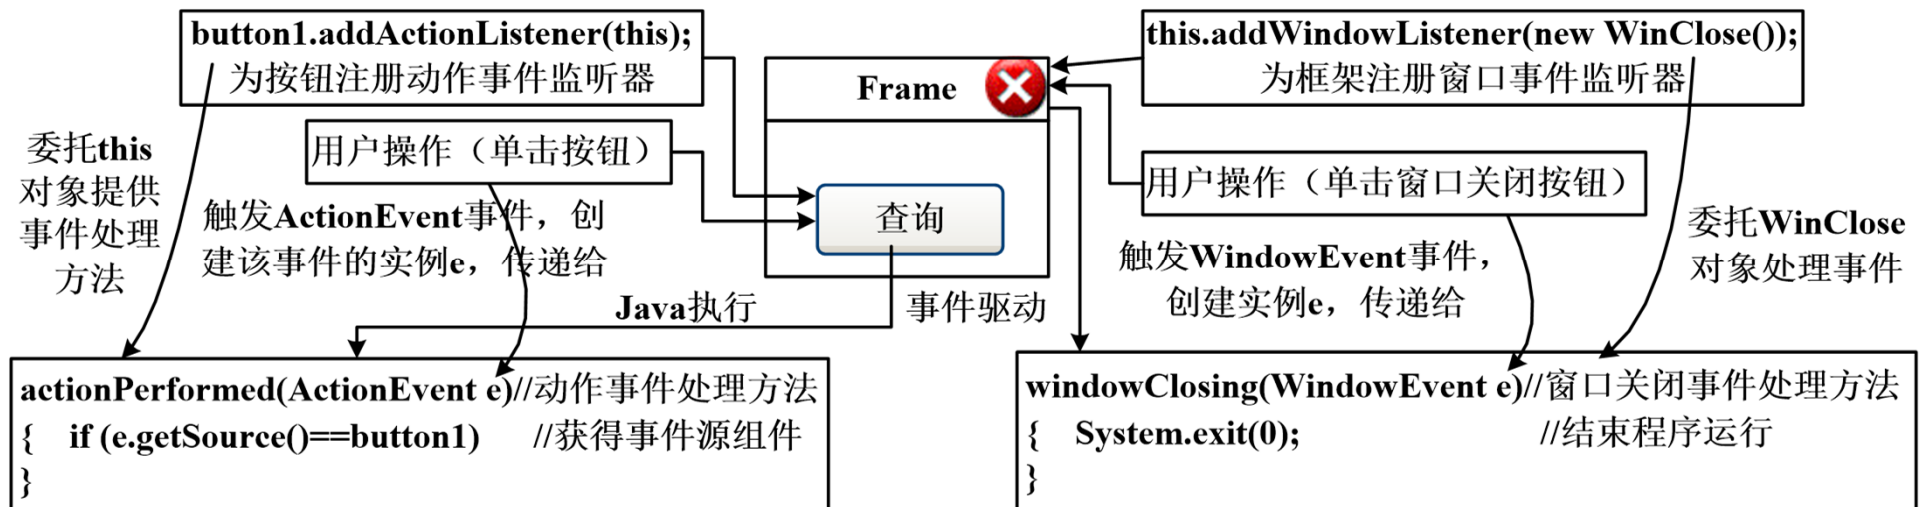 button1.addActionListener(this);
为按钮注册动作事件监听器
this.addWindowListener(new WinClose());
为框架注册窗口事件监听器
Frame
用户操作（单击按钮）
委托this
对象提供
事件处理
方法
触发ActionEvent事件，创
建该事件的实例e，传递给
查询
用户操作（单击窗口关闭按钮）
触发WindowEvent事件，
创建实例e，传递给
委托WinClose
对象处理事件
Java执行
事件驱动
actionPerformed(ActionEvent e)//动作事件处理方法
{ if (e.getSource()==button1) //获得事件源组件
}
windowClosing(WindowEvent e)//窗口关闭事件处理方法
{ System.exit(0); //结束程序运行
}